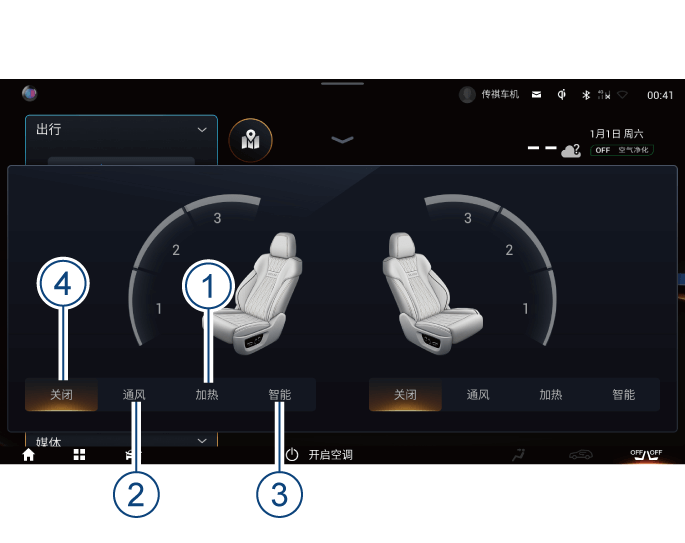 传祺车机 00:41
出行
1月1日 周六
OFF 空气净化
3 3
2 2
1 1
4 1
关闭 通风 加热 智能 关闭 通风 加热 智能
媒体
开启空调 OFF OFF
2 3